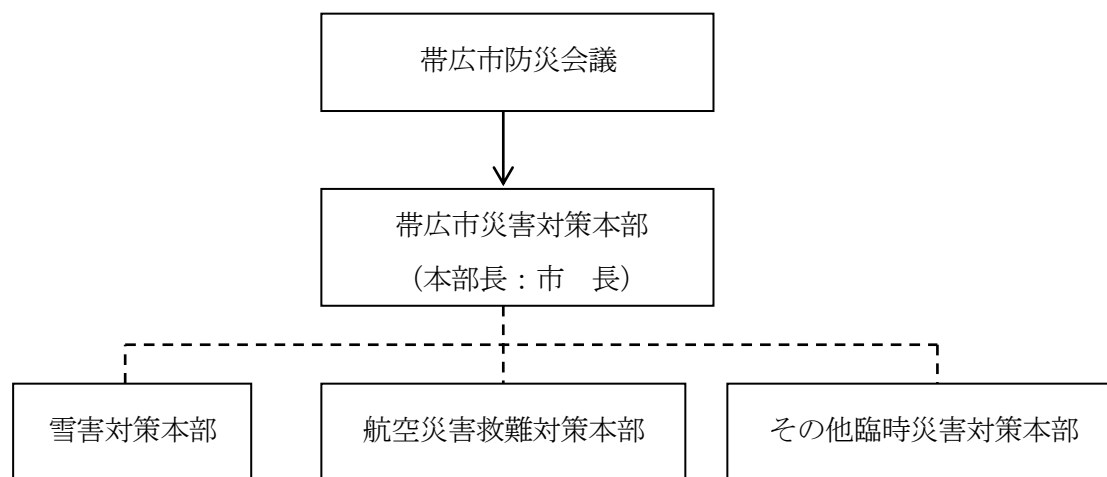 帯広市防災会議
帯広市災害対策本部
（本部長：市　長）
雪害対策本部
航空災害救難対策本部
その他臨時災害対策本部